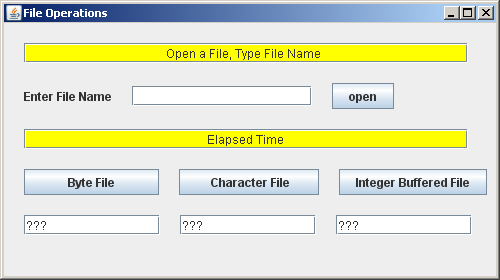 File Operations
Open a File, Type File Name
Enter File Name open
Elapsed Time
Byte File Character File Integer Buffered File
??? ??? ???